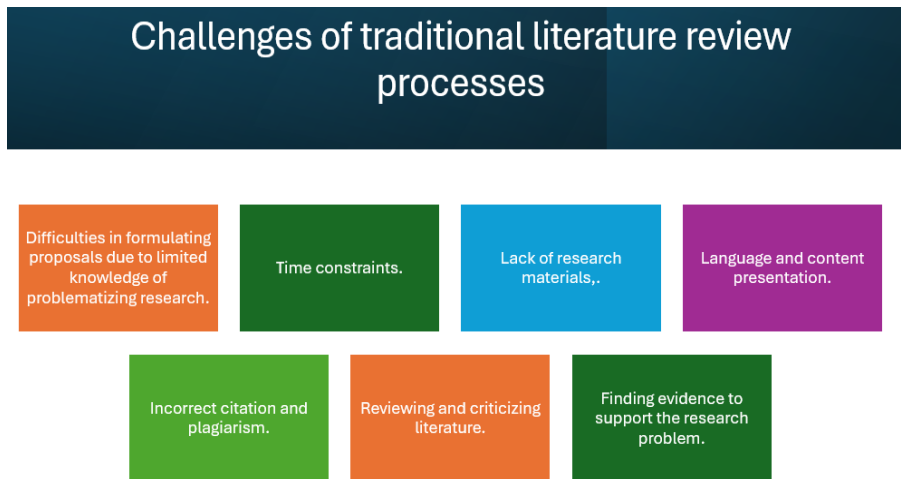 Challenges of traditional literature review
processes
Difficulties in formulating
proposals due to limited
knowledge of
problematizing research.
Time constraints.
Lack of research
materials,.
Language and content
presentation.
Incorrect citation and
plagiarism.
Reviewing and criticizing
literature.
Finding evidence to
support the research
problem.